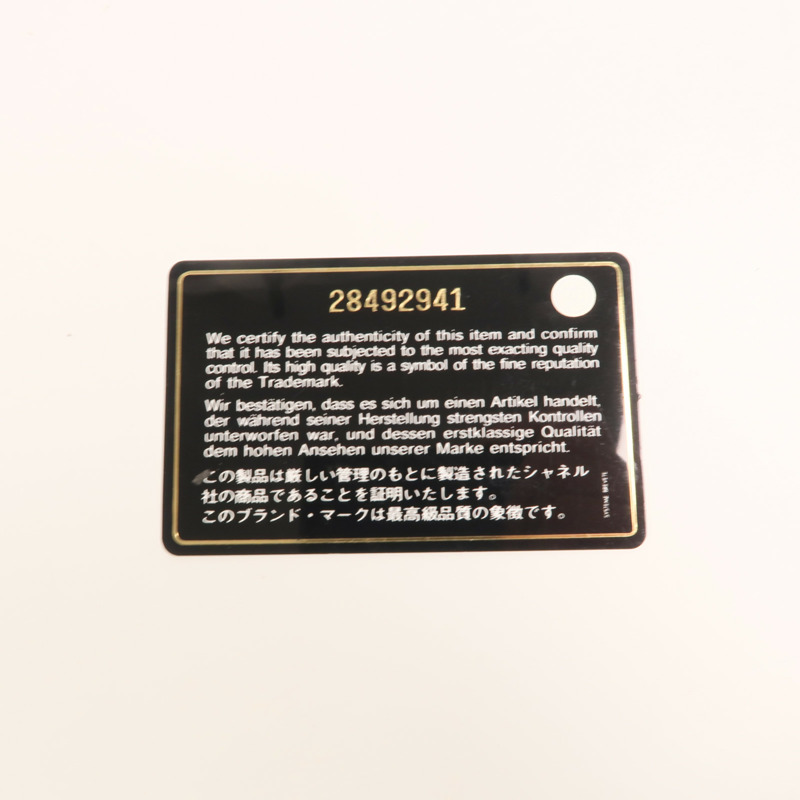 28492941
We certify the authenticity of this item and confirm
that it has been subjected to the most exacting quality
control. Its high quality is a symbol of the fine reputation
of the Trademark.
Wir bestätigen, dass es sich um einen Artikel handelt,
der während seiner Herstellung strengsten Kontrollen
unterworfen war, und dessen erstklassige Qualität
dem hohen Ansehen unserer Marke entspricht.
この製品は厳しい管理のもとに製造されたシャネル
社の商品であることを証明いたします。
このブランド・マークは最高級品質の象徴です。
SYSTEME BREVETE